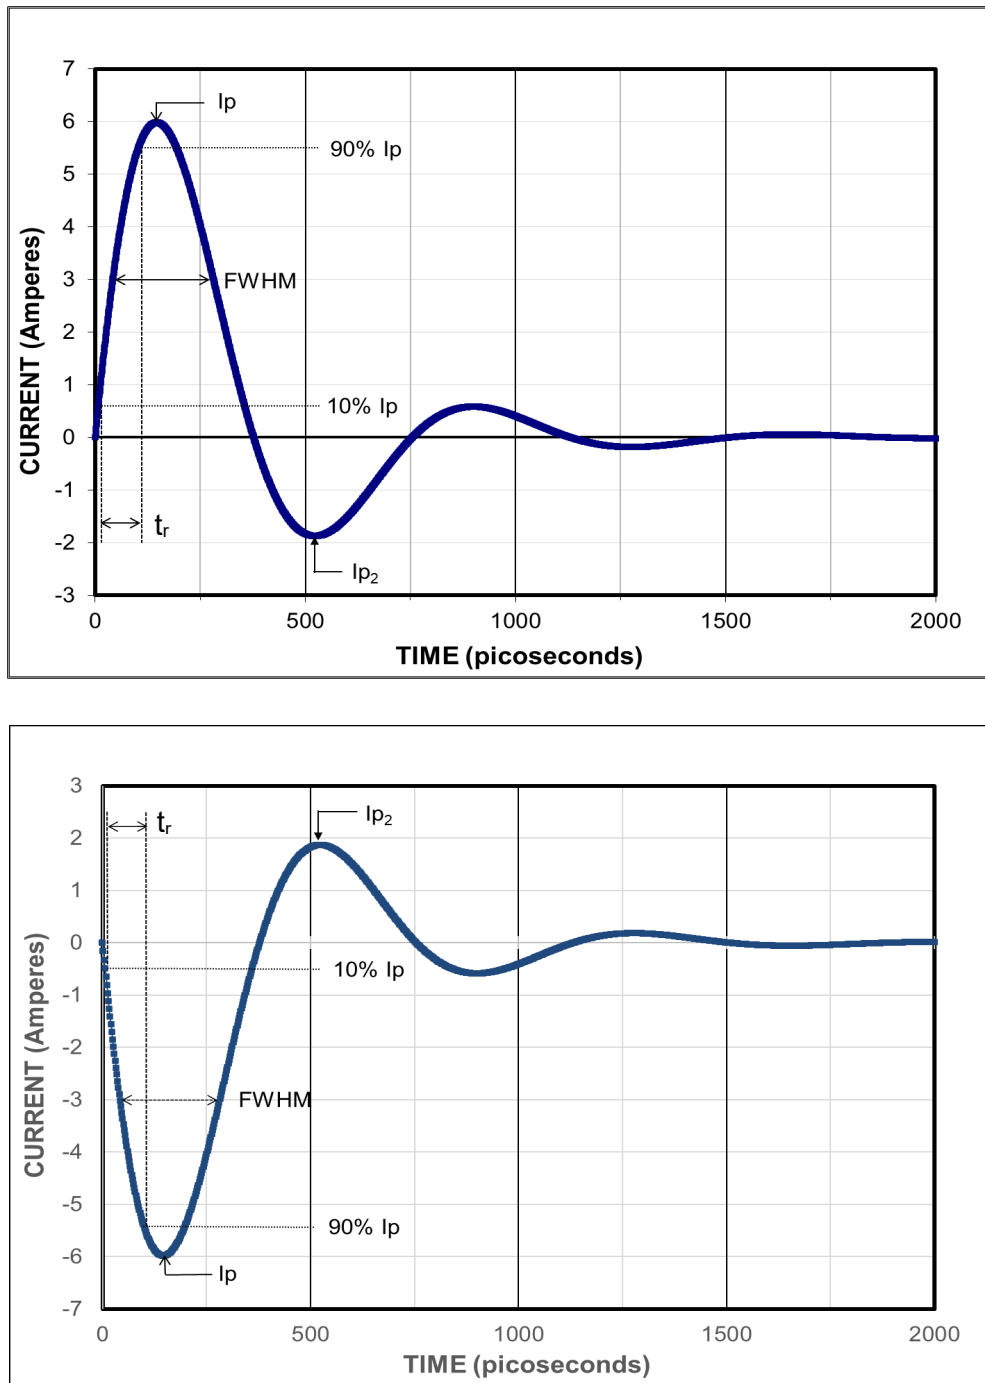 7
Ip
6
90% Ip
5
4
3
FWHM
2
1
10% Ip
0
-1
tr
-2
Ip2
-3
0 500 1000 1500 2000
CURRENT (Amperes)
TIME (picoseconds)
3
Ip2
tr
2
1
0
10% Ip
-1
-2
-3
FWHM
-4
-5
90% Ip
-6
Ip
-7
0 500 1000 1500 2000
CURRENT (Amperes)
TIME (picoseconds)